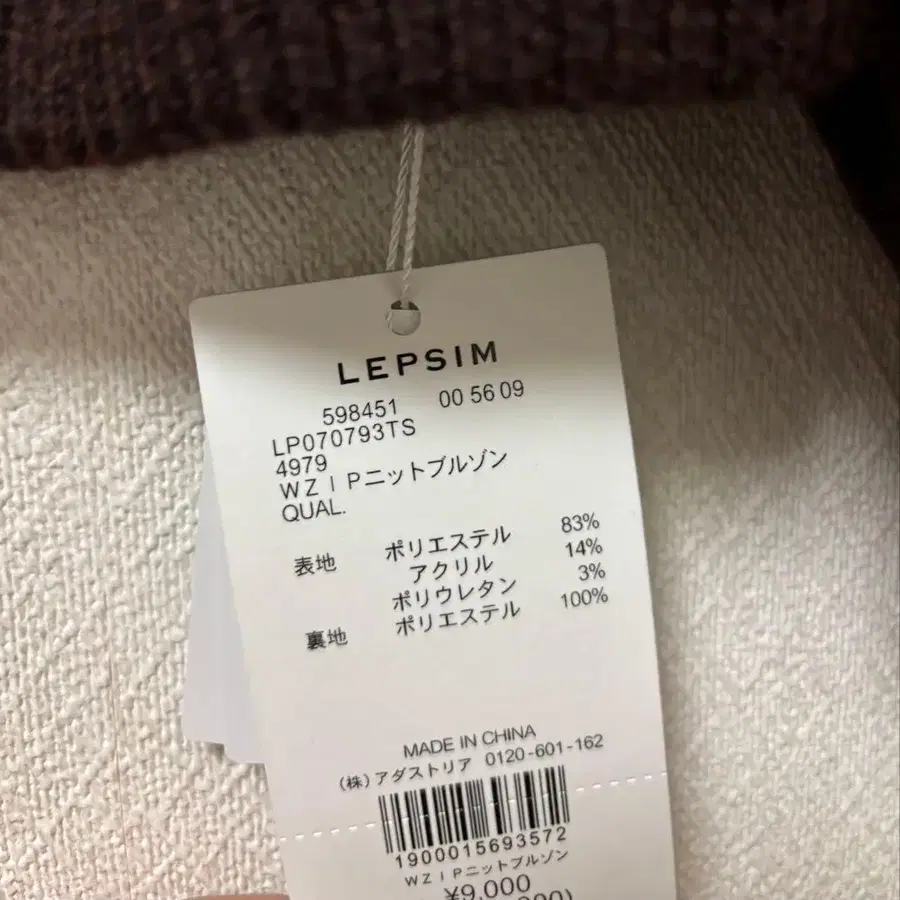 LEPSIM
598451 00 56 09
LP070793TS
4979
WZIPニットブルゾン
QUAL.
表地 ポリエステル 83%
アクリル 14%
ポリウレタン 3%
裏地 ポリエステル 100%
MADE IN CHINA
(株)アダストリア 0120-601-162
1900015693572
WZIPニットブルゾン
¥9,000